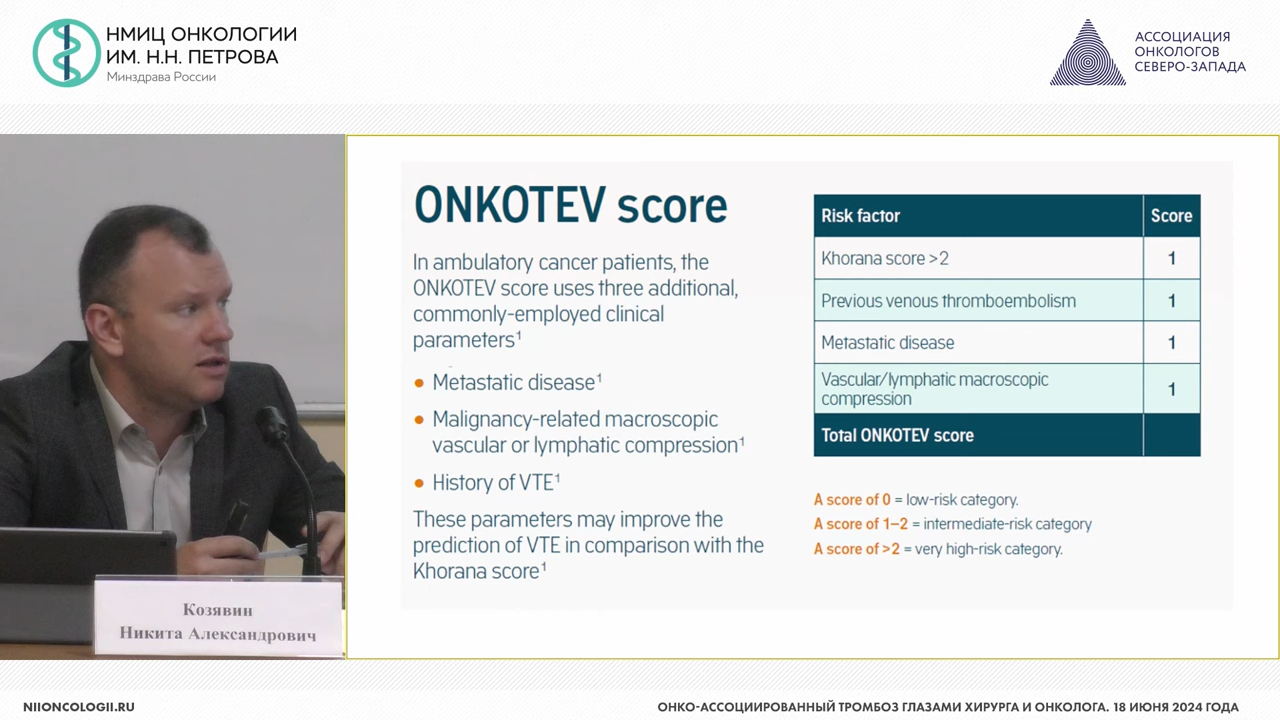 НМИЦ ОНКОЛОГИИ
ИМ. Н.Н. ПЕТРОВА
Минздрава России
АССОЦИАЦИЯ
ОНКОЛОГОВ
СЕВЕРО-ЗАПАДА
ONKOTEV score
In ambulatory cancer patients, the
ONKOTEV score uses three additional,
commonly-employed clinical
parameters¹
• Metastatic disease¹
• Malignancy-related macroscopic
vascular or lymphatic compression¹
• History of VTE¹
These parameters may improve the
prediction of VTE in comparison with the
Khorana score¹
Risk factor Score
Khorana score >2 1
Previous venous thromboembolism 1
Metastatic disease 1
Vascular/lymphatic macroscopic
compression 1
Total ONKOTEV score
A score of 0 = low-risk category.
A score of 1–2 = intermediate-risk category
A score of >2 = very high-risk category.
Козявин
Никита Александрович
NIIONCOLOGII.RU
ОНКО-АССОЦИИРОВАННЫЙ ТРОМБОЗ ГЛАЗАМИ ХИРУРГА И ОНКОЛОГА. 18 ИЮНЯ 2024 ГОДА